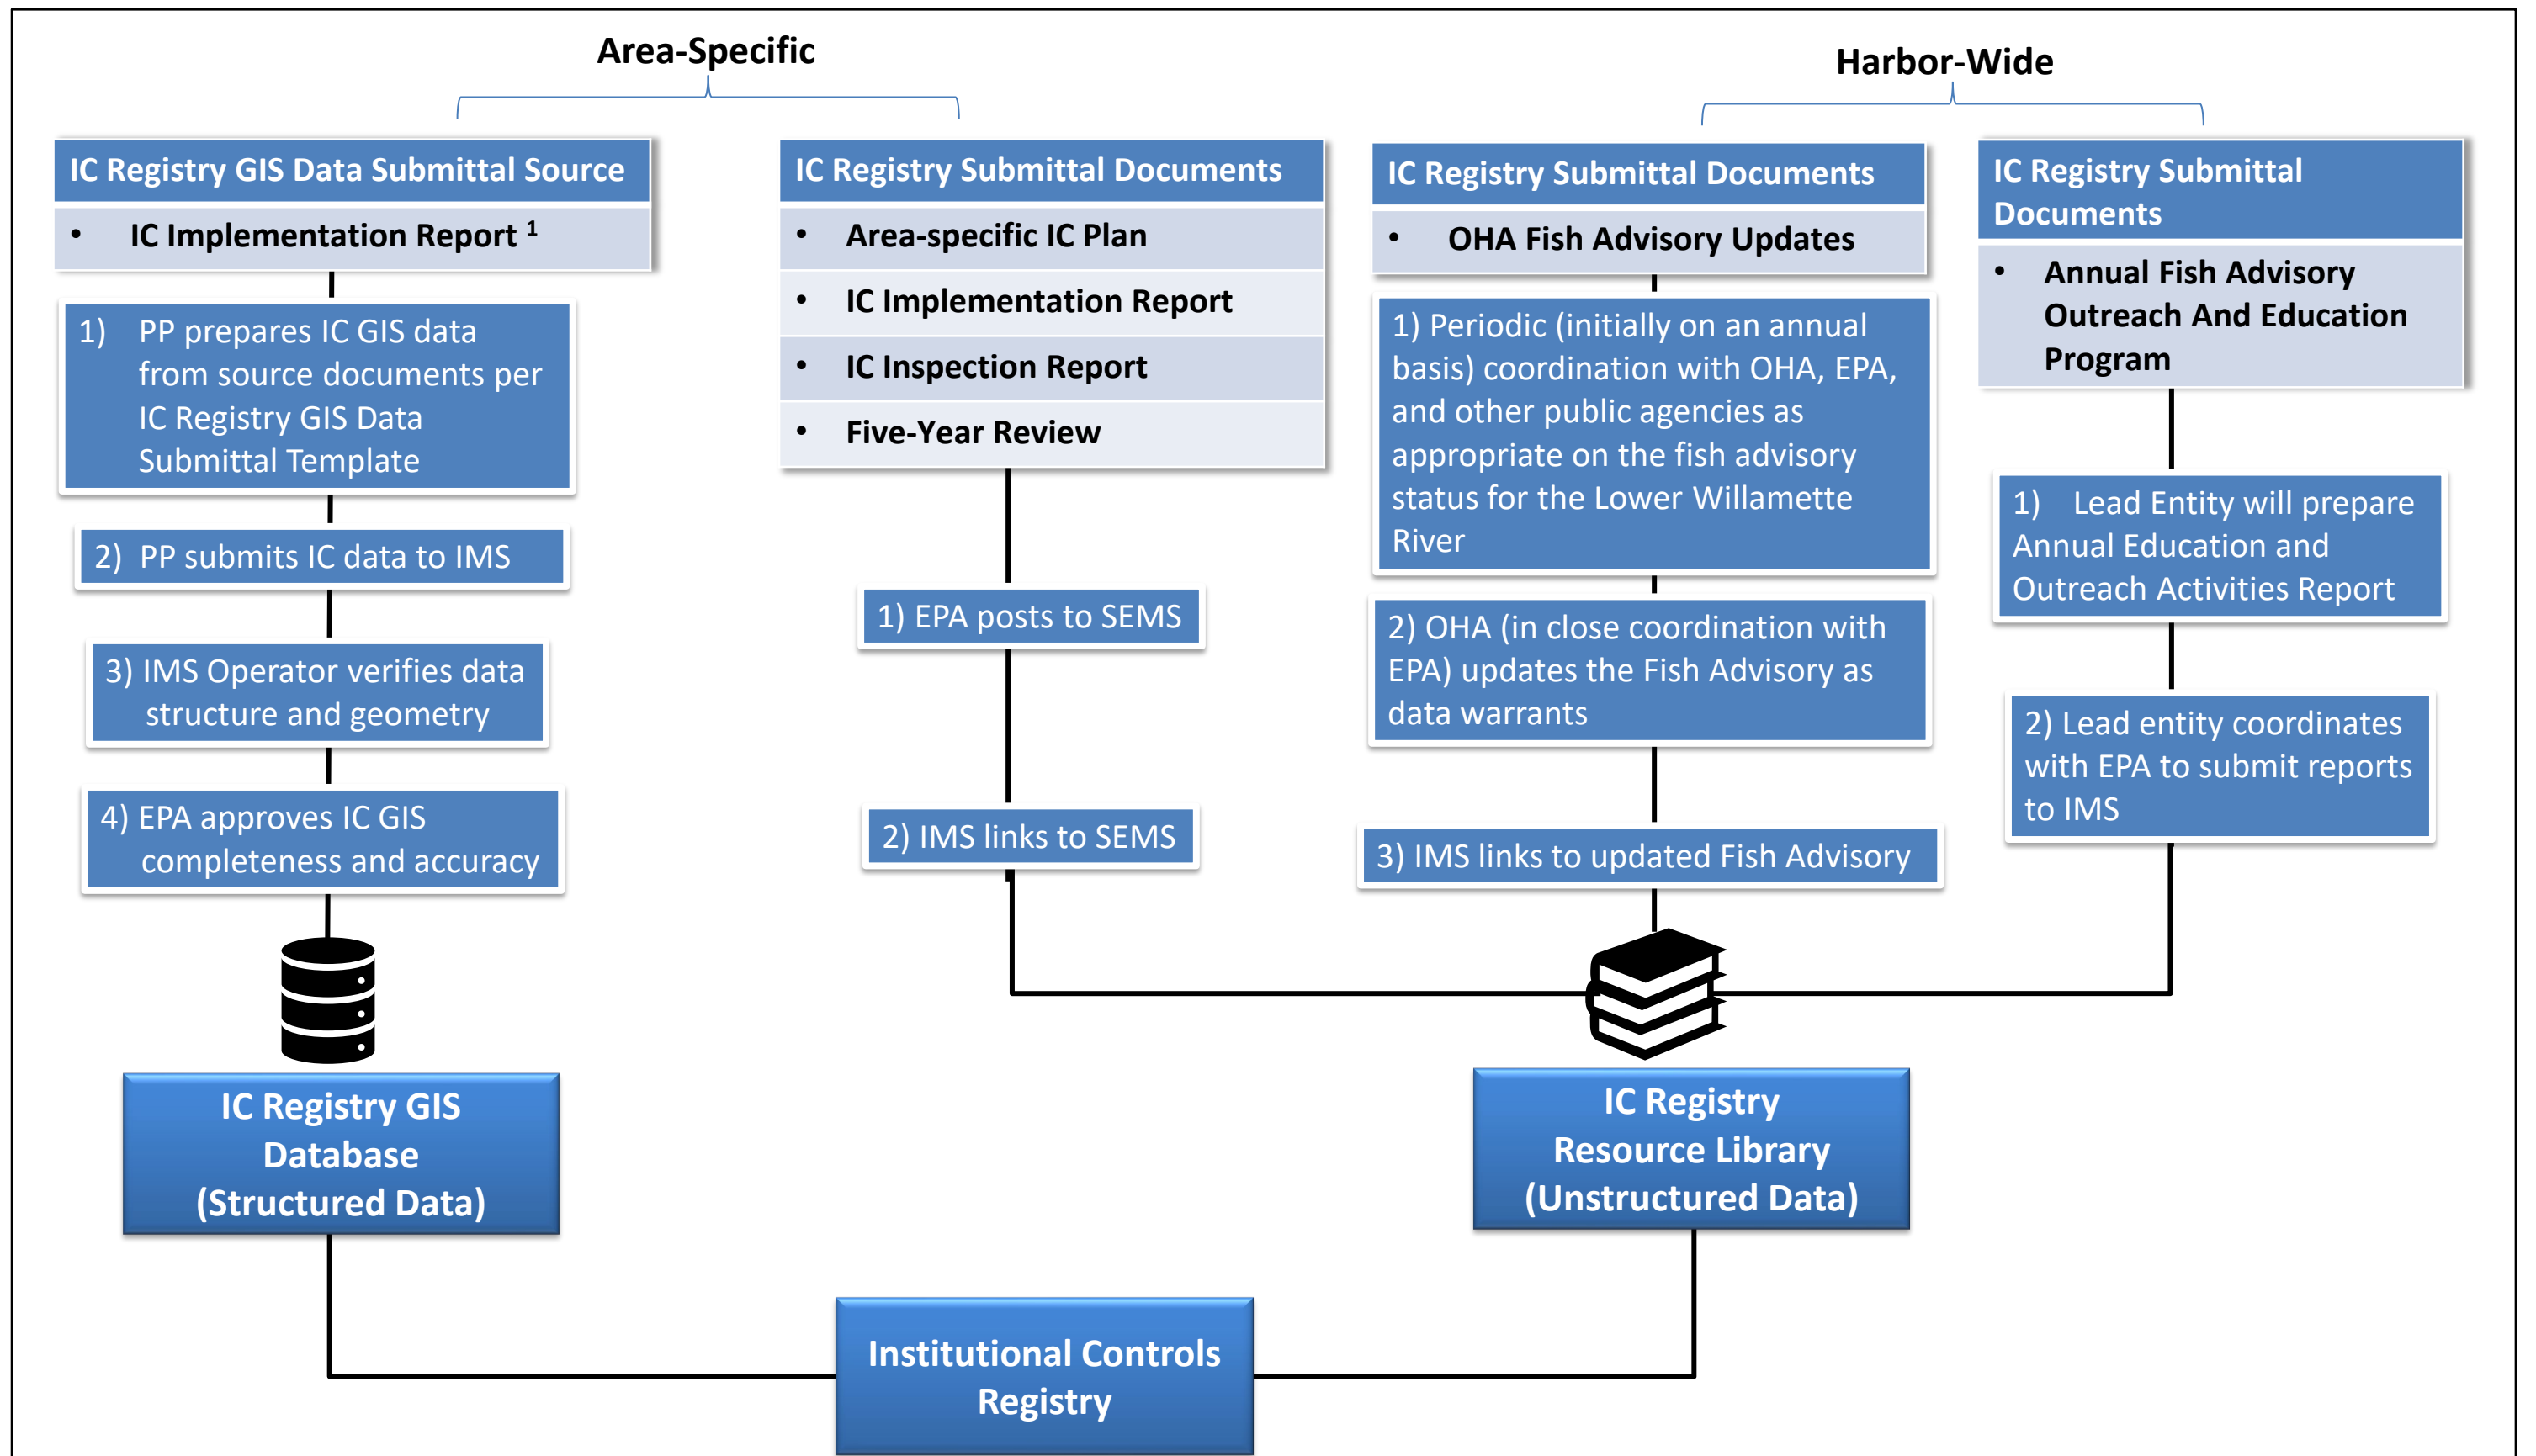 Area-Specific
Harbor-Wide
IC Registry GIS Data Submittal Source
• IC Implementation Report 1
1) PP prepares IC GIS data
from source documents per
IC Registry GIS Data
Submittal Template
2) PP submits IC data to IMS
3) IMS Operator verifies data
structure and geometry
4) EPA approves IC GIS
completeness and accuracy
IC Registry GIS
Database
(Structured Data)
IC Registry Submittal Documents
• Area-specific IC Plan
• IC Implementation Report
• IC Inspection Report
• Five-Year Review
1) EPA posts to SEMS
2) IMS links to SEMS
IC Registry Submittal Documents
• OHA Fish Advisory Updates
1) Periodic (initially on an annual
basis) coordination with OHA, EPA,
and other public agencies as
appropriate on the fish advisory
status for the Lower Willamette
River
2) OHA (in close coordination with
EPA) updates the Fish Advisory as
data warrants
3) IMS links to updated Fish Advisory
IC Registry Submittal
Documents
• Annual Fish Advisory
Outreach And Education
Program
1) Lead Entity will prepare
Annual Education and
Outreach Activities Report
2) Lead entity coordinates
with EPA to submit reports
to IMS
IC Registry
Resource Library
(Unstructured Data)
Institutional Controls
Registry